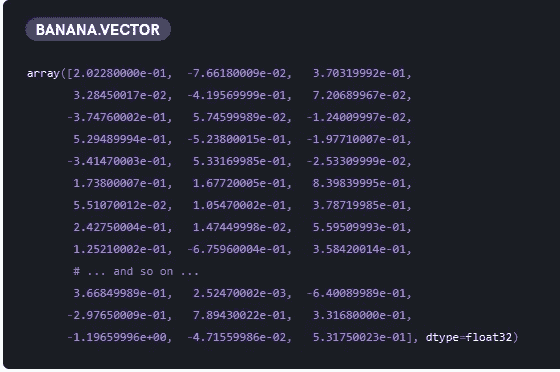 BANANA.VECTOR
array([2.02280000e-01, -7.66180009e-02, 3.70319992e-01,
3.28450017e-02, -4.19569999e-01, 7.20689967e-02,
-3.74760002e-01, 5.74599989e-02, -1.24009997e-02,
5.29489994e-01, -5.23800015e-01, -1.97710007e-01,
-3.41470003e-01, 5.33169985e-01, -2.53309999e-02,
1.73800007e-01, 1.67720005e-01, 8.39839995e-01,
5.51070012e-02, 1.05470002e-01, 3.78719985e-01,
2.42750004e-01, 1.47449998e-02, 5.59509993e-01,
1.25210002e-01, -6.75960004e-01, 3.58420014e-01,
# ... and so on ...
3.66849989e-01, 2.52470002e-03, -6.40089989e-01,
-2.97650009e-01, 7.89430022e-01, 3.31680000e-01,
-1.19659996e+00, -4.71559986e-02, 5.31750023e-01], dtype=float32)